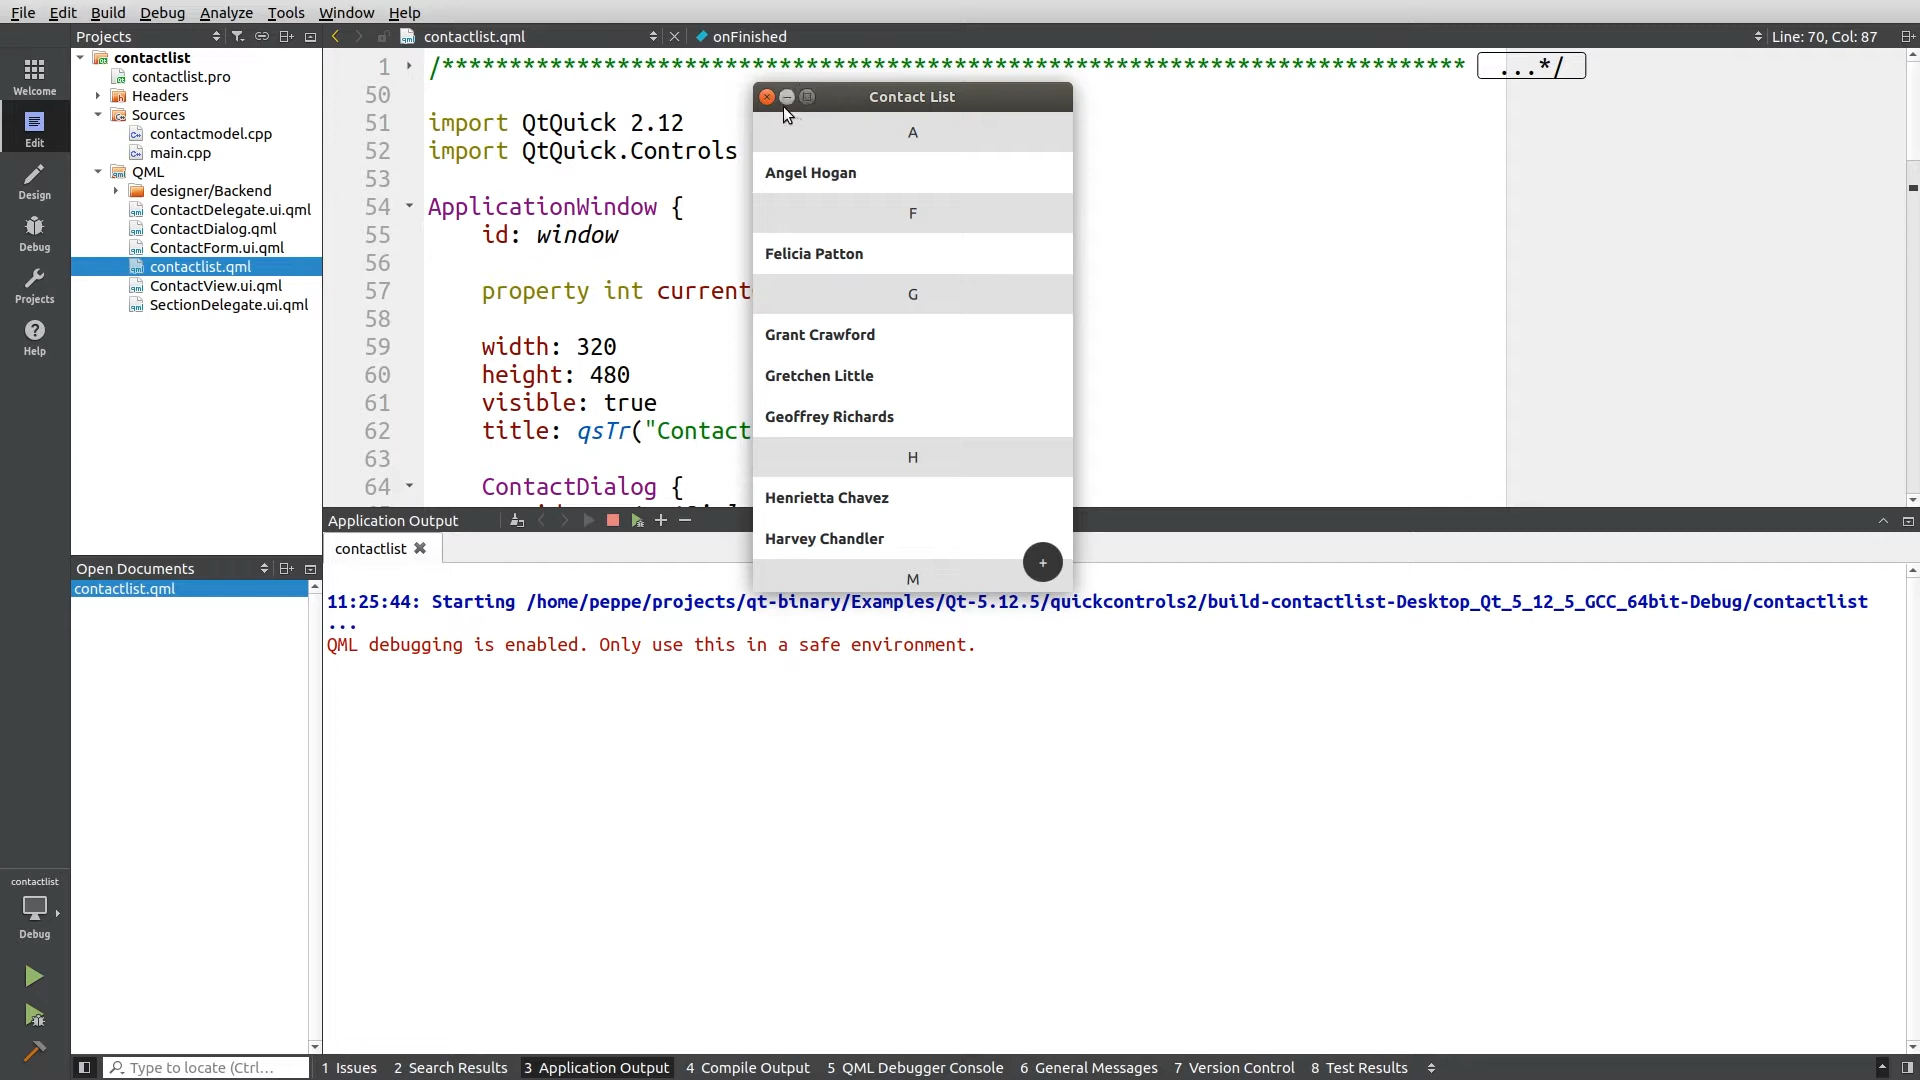 File Edit Build Debug Analyze Tools Window Help
Projects
contactlist.qml
onFinished
Line: 70, Col: 87
Welcome
Edit
Design
Debug
Projects
Help
contactlist
contactlist.pro
Headers
Sources
contactmodel.cpp
main.cpp
QML
designer/Backend
ContactDelegate.ui.qml
ContactDialog.qml
ContactForm.ui.qml
contactlist.qml
ContactView.ui.qml
SectionDelegate.ui.qml
Open Documents
contactlist.qml
1 /**************************************************************************** ...*/
50
51 import QtQuick 2.12
52 import QtQuick.Controls
53
54 ApplicationWindow {
55 id: window
56
57 property int current
58
59 width: 320
60 height: 480
61 visible: true
62 title: qsTr("Contact
63
64 ContactDialog {
Contact List
A
Angel Hogan
F
Felicia Patton
G
Grant Crawford
Gretchen Little
Geoffrey Richards
H
Henrietta Chavez
Harvey Chandler
M
+
Application Output
contactlist
11:25:44: Starting /home/peppe/projects/qt-binary/Examples/Qt-5.12.5/quickcontrols2/build-contactlist-Desktop_Qt_5_12_5_GCC_64bit-Debug/contactlist
...
QML debugging is enabled. Only use this in a safe environment.
contactlist
Debug
Type to locate (Ctrl...
1 Issues 2 Search Results 3 Application Output 4 Compile Output 5 QML Debugger Console 6 General Messages 7 Version Control 8 Test Results